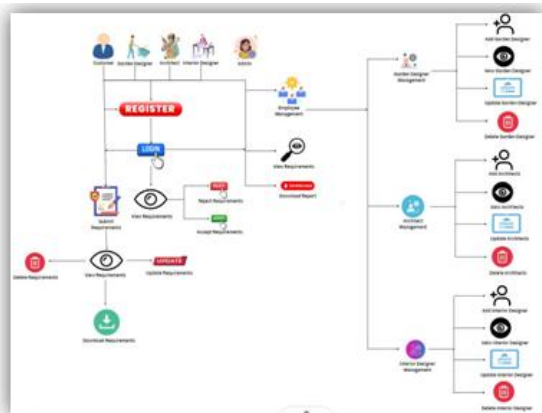 Customer
Garden Designer
Architect
Interior Designer
Admin
REGISTER
LOGIN
Employee
Management
View Requirements
Download Report
Submit
Requirements
View Requirements
REJECT
Reject Requirements
ACCEPT
Accept Requirements
Delete Requirements
View Requirements
UPDATE
Update Requirements
Download Requirements
Garden Designer
Management
Add Garden Designer
View Garden Designer
Update Garden Designer
Delete Garden Designer
Architect
Management
Add Architects
View Architects
Update Architects
Delete Architects
Interior Designer
Management
Add Interior Designer
View Interior Designer
Update Interior Designer
Delete Interior Designer